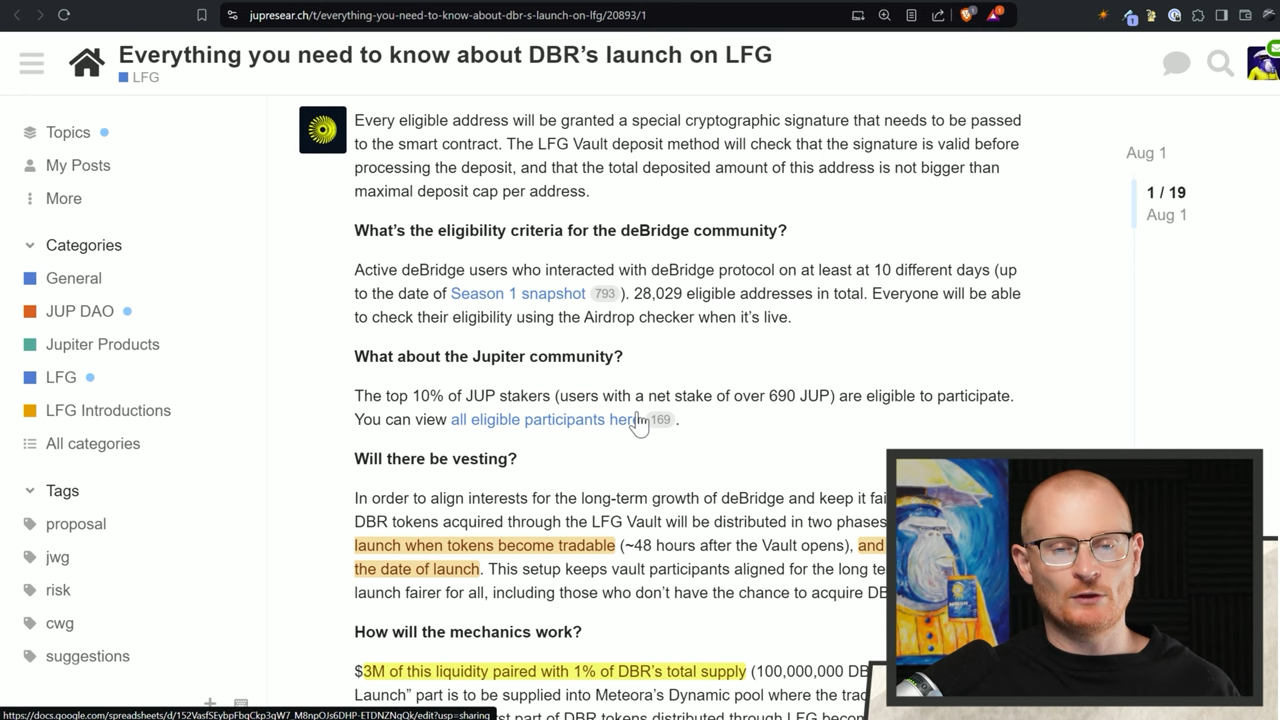 jupresear.ch/t/everything-you-need-to-know-about-dbr-s-launch-on-lfg/20893/1
1
Everything you need to know about DBR's launch on LFG
LFG
Topics
My Posts
More
Categories
General
JUP DAO
Jupiter Products
LFG
LFG Introductions
All categories
Tags
proposal
jwg
risk
cwg
suggestions
Every eligible address will be granted a special cryptographic signature that needs to be passed
to the smart contract. The LFG Vault deposit method will check that the signature is valid before
processing the deposit, and that the total deposited amount of this address is not bigger than
maximal deposit cap per address.
What's the eligibility criteria for the deBridge community?
Active deBridge users who interacted with deBridge protocol on at least at 10 different days (up
to the date of Season 1 snapshot 793 ). 28,029 eligible addresses in total. Everyone will be able
to check their eligibility using the Airdrop checker when it's live.
What about the Jupiter community?
The top 10% of JUP stakers (users with a net stake of over 690 JUP) are eligible to participate.
You can view all eligible participants here 169 .
Will there be vesting?
In order to align interests for the long-term growth of deBridge and keep it fai
DBR tokens acquired through the LFG Vault will be distributed in two phases
launch when tokens become tradable (~48 hours after the Vault opens), and
the date of launch. This setup keeps vault participants aligned for the long te
launch fairer for all, including those who don't have the chance to acquire DB
How will the mechanics work?
$3M of this liquidity paired with 1% of DBR's total supply (100,000,000 DB
Launch" part is to be supplied into Meteora's Dynamic pool where the trad
rst part of DBR tokens distributed through LFG becom
Aug 1
1 / 19
Aug 1